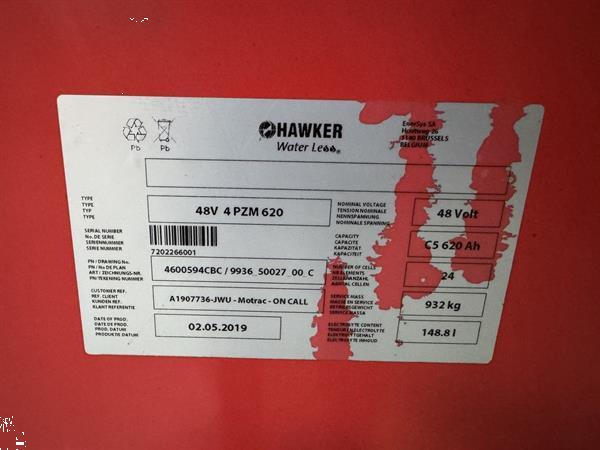 Pb Pb
HAWKER
Water Less®
EnerSys SA
Houtweg 26
1140 BRUSSELS
BELGIUM
TYPE
TYPE
TYP
TYPE
48V 4 PZM 620
NOMINAL VOLTAGE
TENSION NOMINALE
NENNSPANNUNG
NOMINALE SPANNING
48 Volt
SERIAL NUMBER
No. DE SERIE
SERIENNUMMER
SERIE NUMMER
7202266001
CAPACITY
CAPACITE
KAPAZITÄT
CAPACITEIT
C5 620 Ah
PN / DRAWING No.
PN / No DE PLAN
ART / ZEICHNUNGS-NR.
PN / TEKENING NUMMER
4600594CBC / 9936_50027_00_C
NUMBER OF CELLS
NB ELEMENTS
ZELLENANZAHL
AANTAL CELLEN
24
CUSTOMER REF.
REF. CLIENT
KUNDEN REF.
KLANT REFERENTIE
A1907736-JWU - Motrac - ON CALL
SERVICE MASS
MASSE EN SERVICE
BETRIEBSGEWICHT
SERVICE MASSA
932 kg
DATE OF PROD.
DATE DE PROD.
PROD. DATUM
PRODUCTIE DATUM
02.05.2019
ELECTROLYTE CONTENT
TENEUR EN ELECTROLYTE
ELEKTROLYTGEHALT
ELECTROLYTE INHOUD
148.8 l